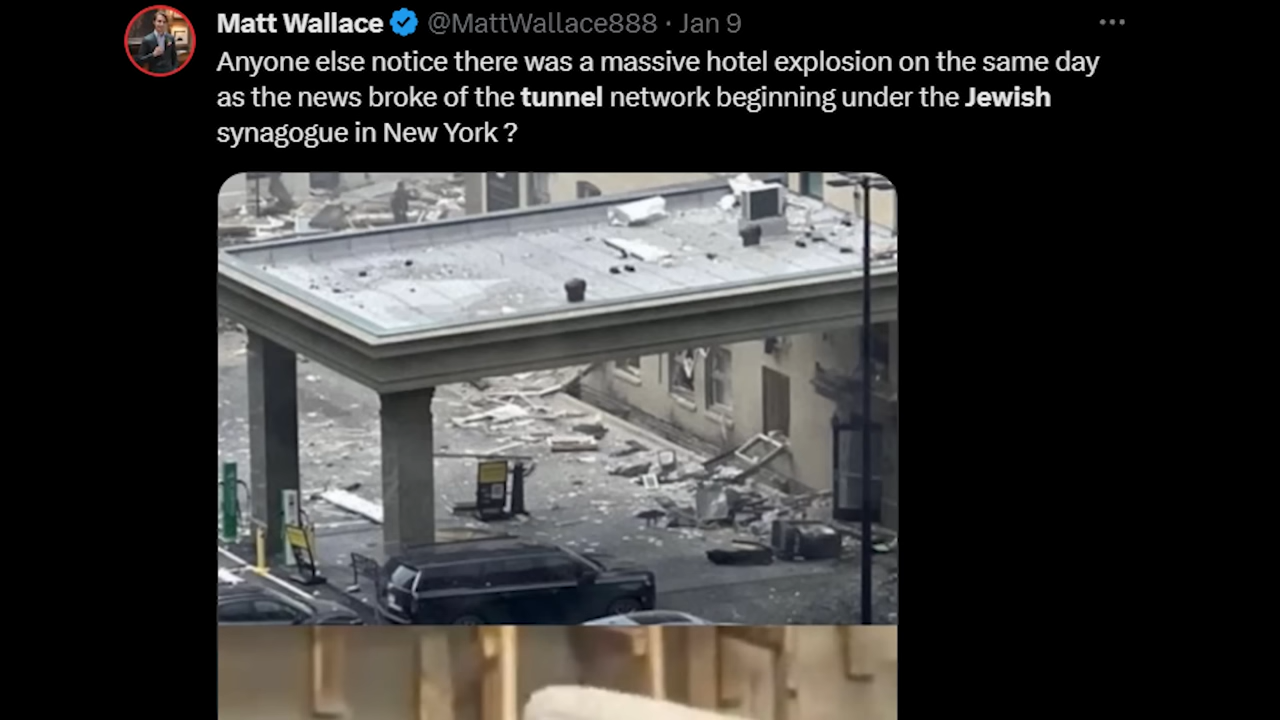 Matt Wallace @MattWallace888 · Jan 9
Anyone else notice there was a massive hotel explosion on the same day
as the news broke of the tunnel network beginning under the Jewish
synagogue in New York ?